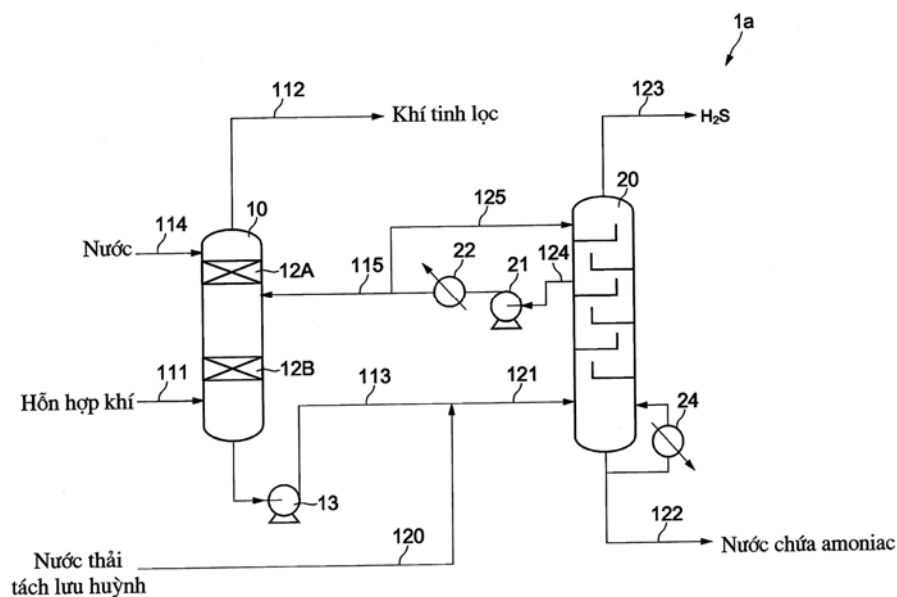 1a
112
123
Khí tinh lọc
H₂S
10
20
114
125
Nước
12A
115
22
21
124
111
12B
113
121
24
Hỗn hợp khí
13
122
Nước thải
tách lưu huỳnh
120
Nước chứa amoniac